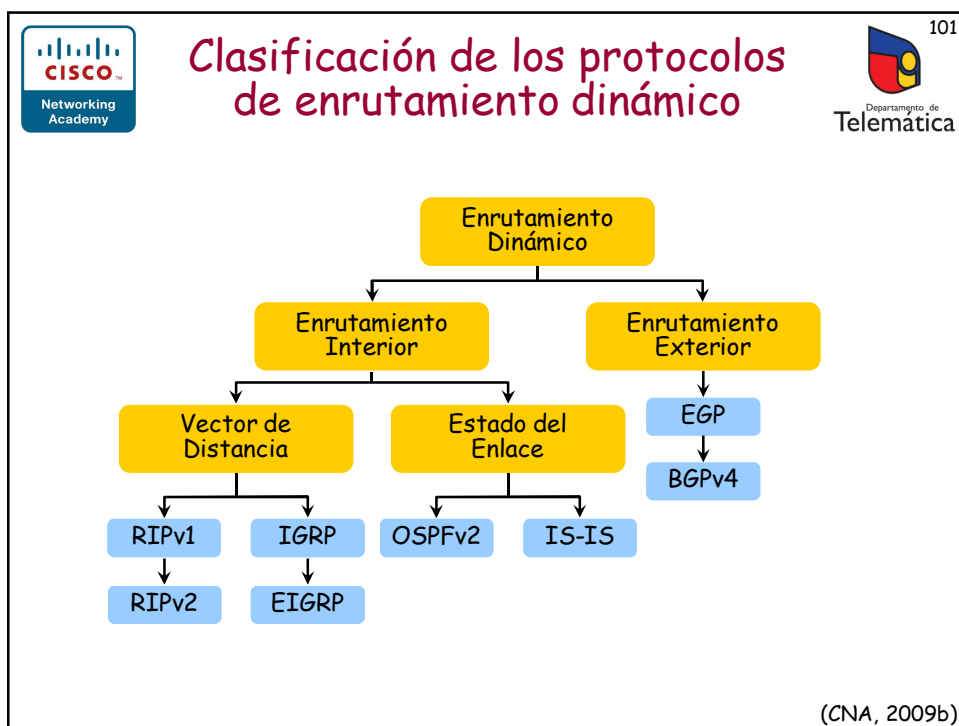 101
CISCO™
Networking
Academy
Clasificación de los protocolos
de enrutamiento dinámico
Departamento de
Telemática
Enrutamiento
Dinámico
Enrutamiento
Interior
Enrutamiento
Exterior
Vector de
Distancia
Estado del
Enlace
EGP
BGPv4
RIPv1
IGRP
OSPFv2
IS-IS
RIPv2
EIGRP
(CNA, 2009b)